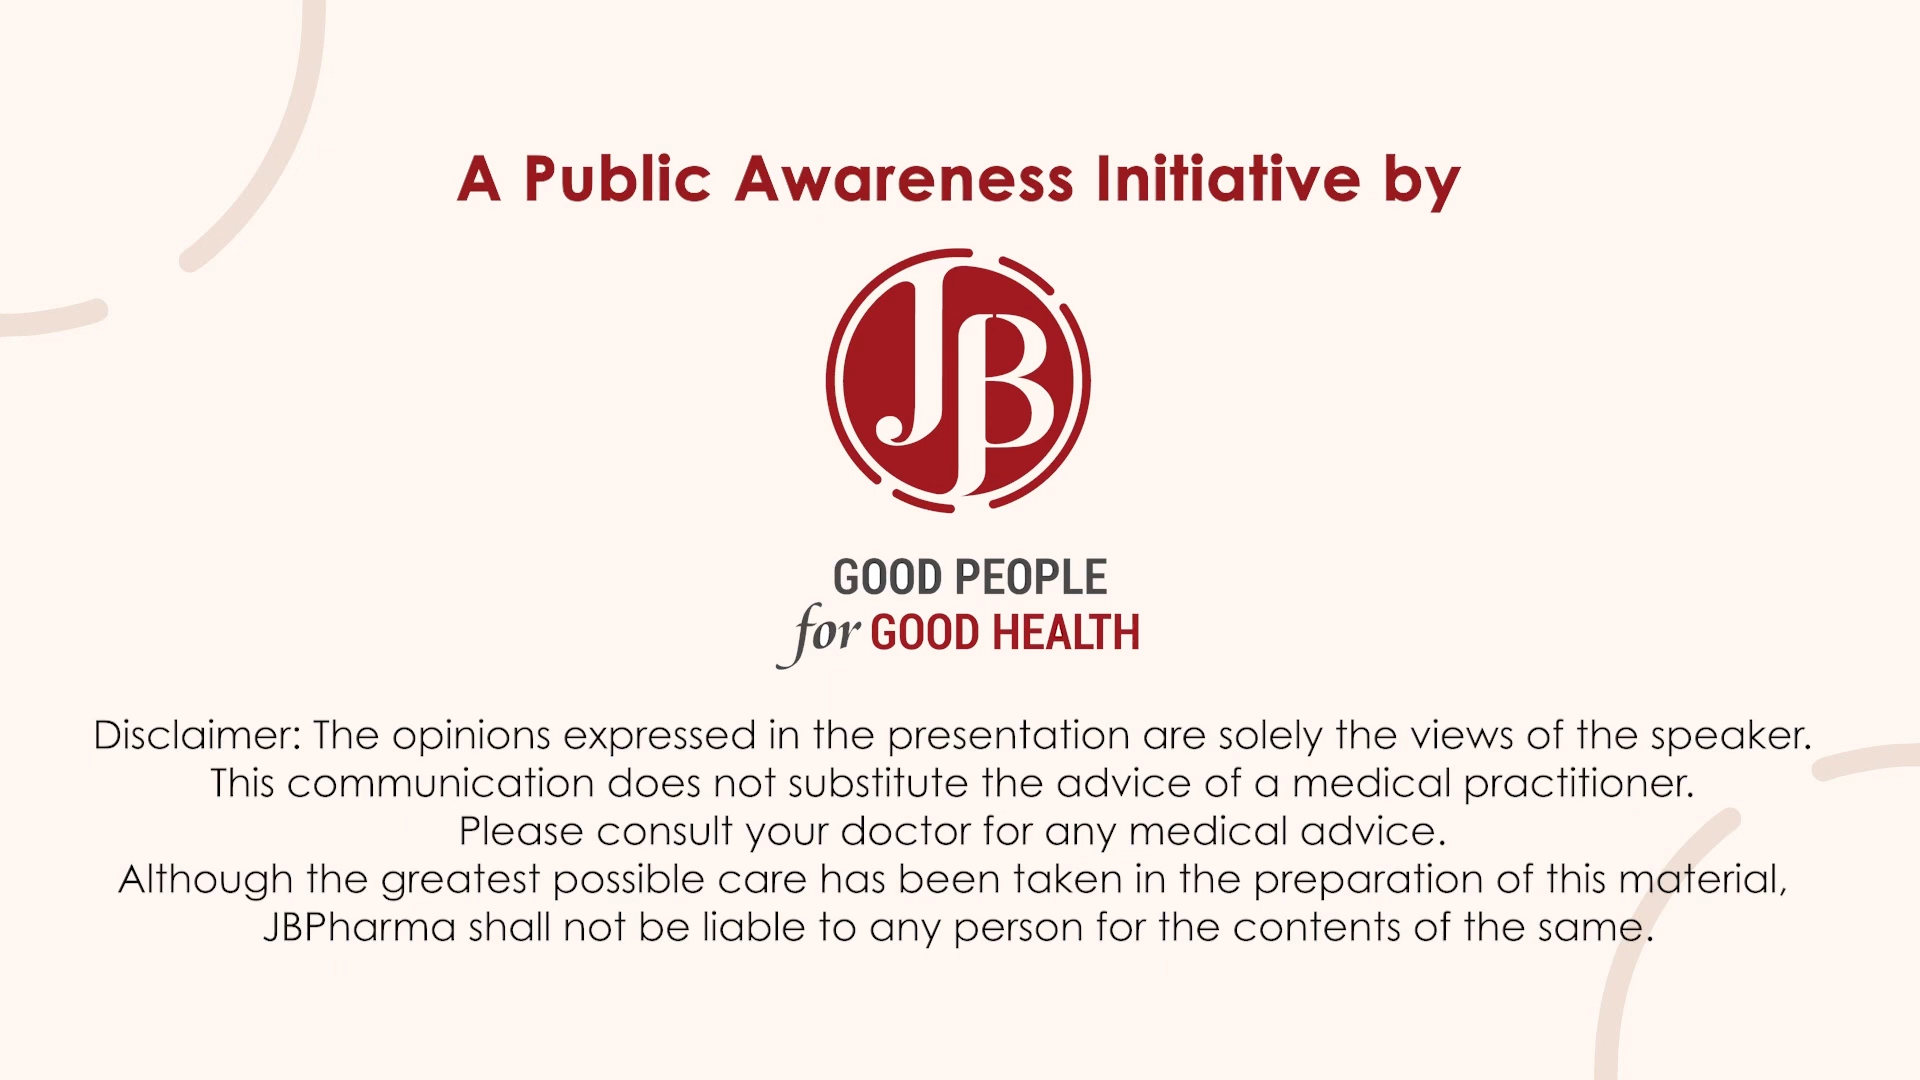 A Public Awareness Initiative by
JB
GOOD PEOPLE
for GOOD HEALTH
Disclaimer: The opinions expressed in the presentation are solely the views of the speaker.
This communication does not substitute the advice of a medical practitioner.
Please consult your doctor for any medical advice.
Although the greatest possible care has been taken in the preparation of this material,
JBPharma shall not be liable to any person for the contents of the same.